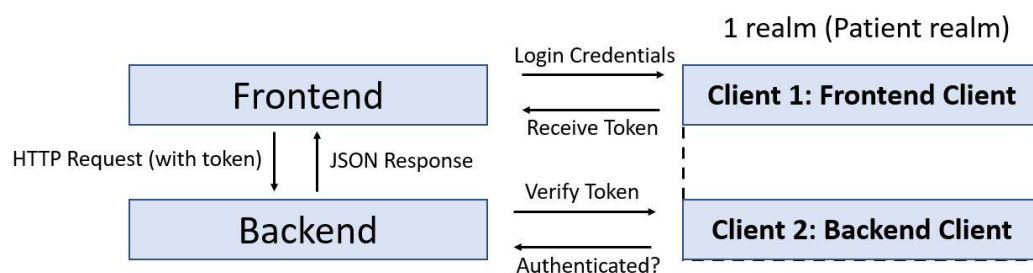 1 realm (Patient realm)
Login Credentials
Frontend
Client 1: Frontend Client
Receive Token
HTTP Request (with token)
JSON Response
Verify Token
Backend
Client 2: Backend Client
Authenticated?